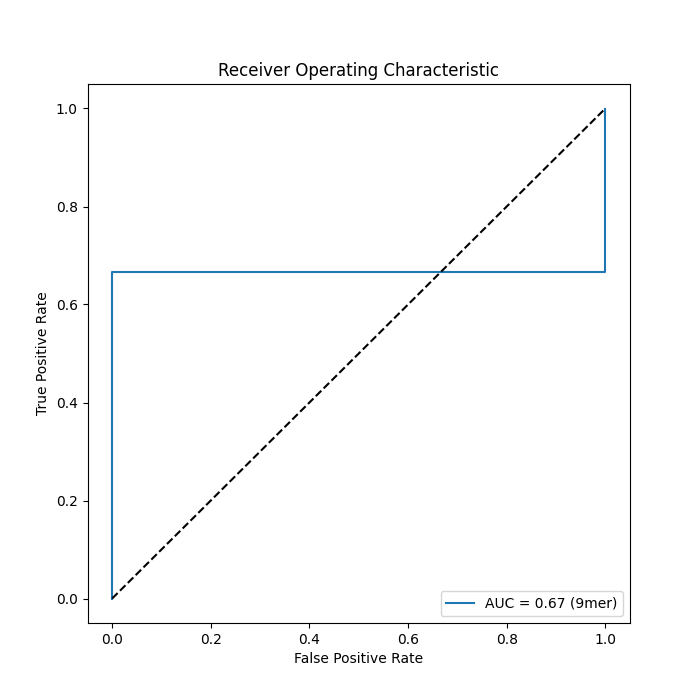 Receiver Operating Characteristic
1.0
0.8
0.6
0.4
0.2
0.0
True Positive Rate
AUC = 0.67 (9mer)
0.0 0.2 0.4 0.6 0.8 1.0
False Positive Rate